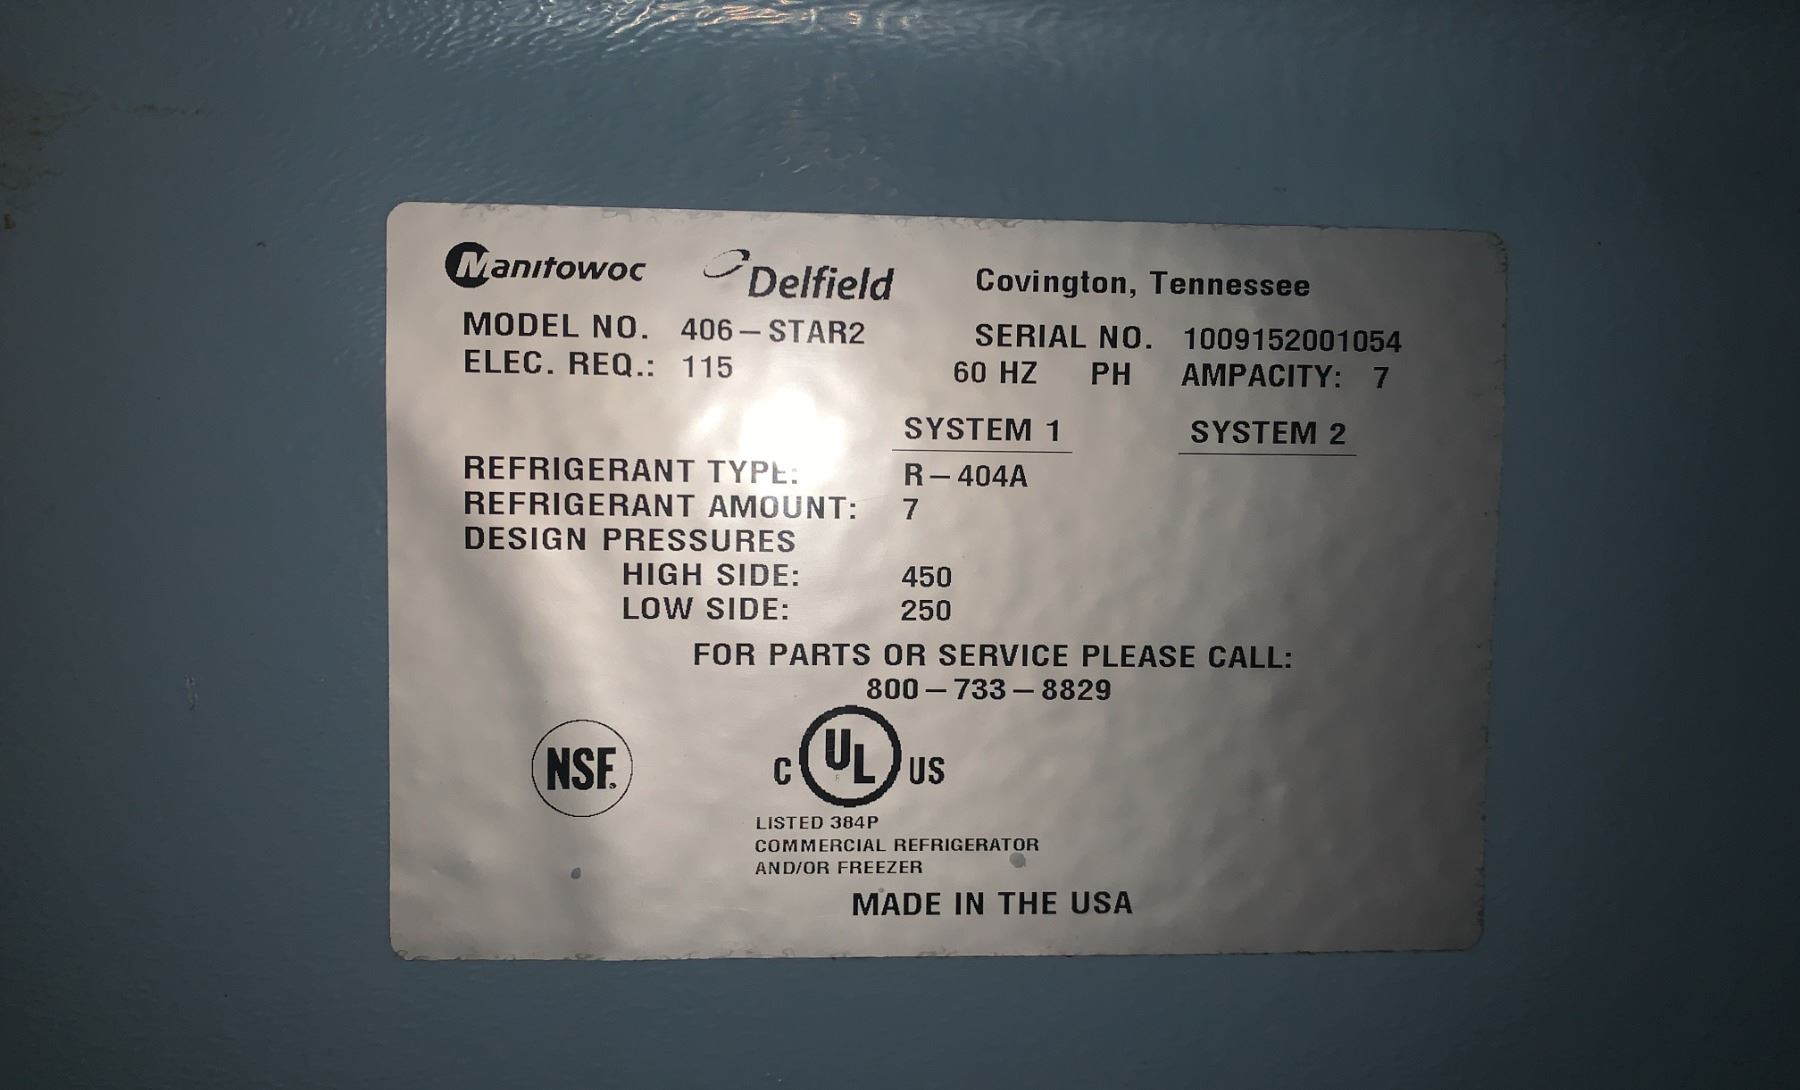 Manitowoc Delfield Covington, Tennessee
MODEL NO. 406-STAR2 SERIAL NO. 1009152001054
ELEC. REQ.: 115 60 HZ PH AMPACITY: 7
SYSTEM 1 SYSTEM 2
REFRIGERANT TYPE: R-404A
REFRIGERANT AMOUNT: 7
DESIGN PRESSURES
HIGH SIDE: 450
LOW SIDE: 250
FOR PARTS OR SERVICE PLEASE CALL:
800-733-8829
NSF.
C UL US
LISTED 384P
COMMERCIAL REFRIGERATOR
AND/OR FREEZER
MADE IN THE USA